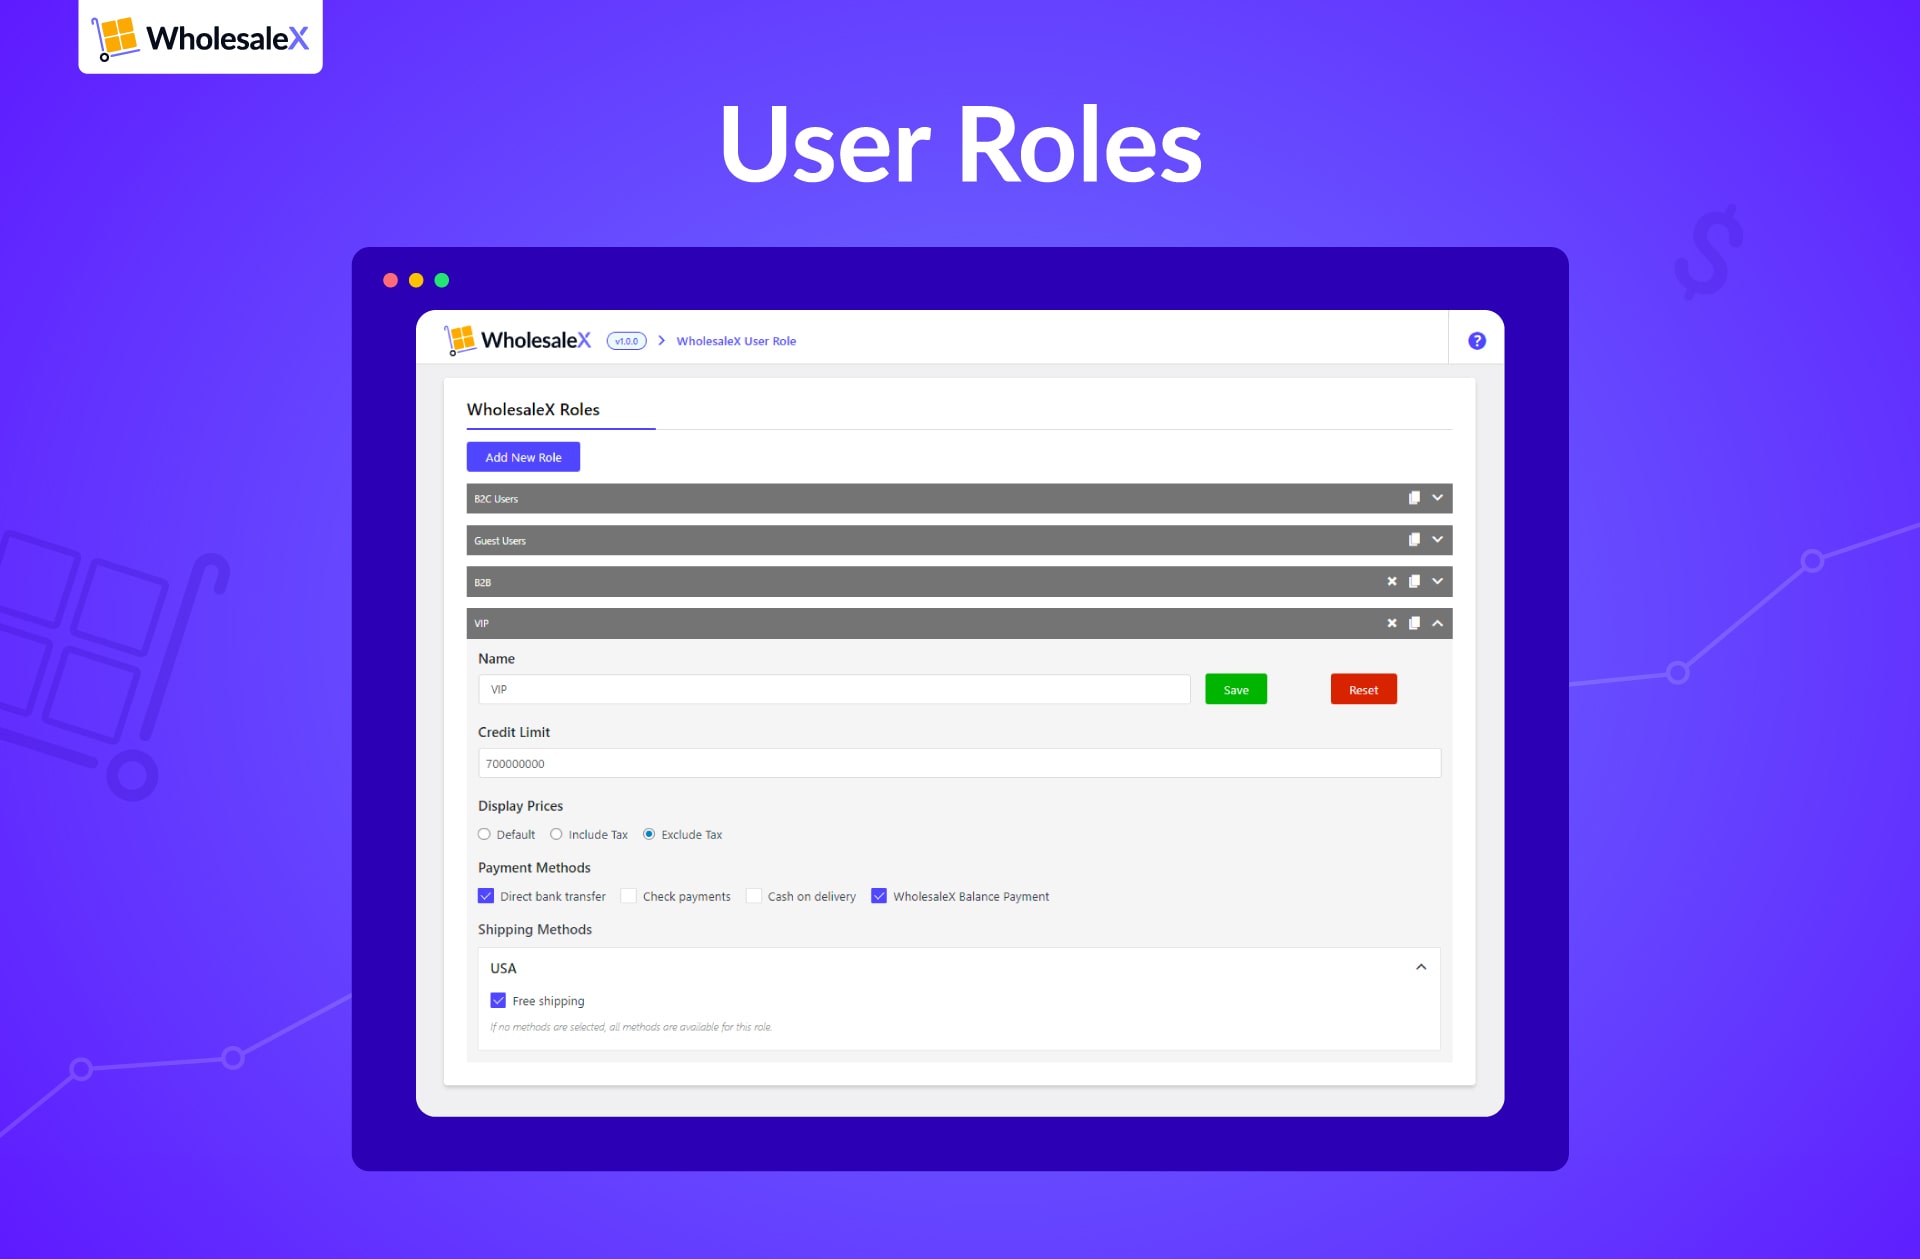 WholesaleX
User Roles
WholesaleX v1.0.0 WholesaleX User Role ?
WholesaleX Roles
Add New Role
B2C Users
Guest Users
B2B
VIP
Name
VIP Save Reset
Credit Limit
700000000
Display Prices
Default Include Tax Exclude Tax
Payment Methods
Direct bank transfer Check payments Cash on delivery WholesaleX Balance Payment
Shipping Methods
USA
Free shipping
If no methods are selected, all methods are available for this role.